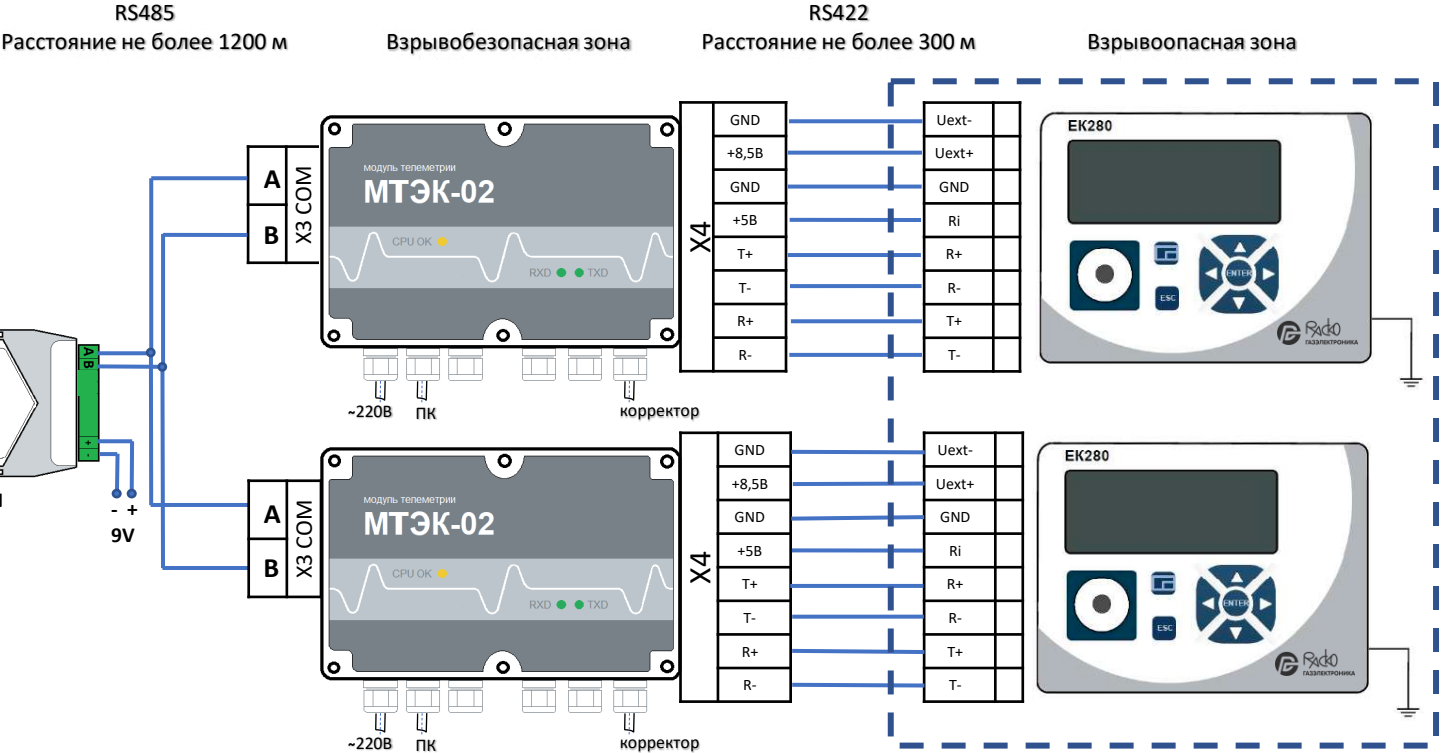 RS485
Расстояние не более 1200 м
Взрывобезопасная зона
RS422
Расстояние не более 300 м
Взрывоопасная зона
A
B
X3 COM
модуль телеметрии
МТЭК-02
CPU OK
RXD
TXD
~220В
ПК
корректор
X4
GND
+8,5В
GND
+5В
T+
T-
R+
R-
Uext-
Uext+
GND
Ri
R+
R-
T+
T-
EK280
ENTER
ESC
Racko
ГАЗЭЛЕКТРОНИКА
A
B
+
-
- +
9V
A
B
X3 COM
модуль телеметрии
МТЭК-02
CPU OK
RXD
TXD
~220В
ПК
корректор
X4
GND
+8,5В
GND
+5В
T+
T-
R+
R-
Uext-
Uext+
GND
Ri
R+
R-
T+
T-
EK280
ENTER
ESC
Racko
ГАЗЭЛЕКТРОНИКА